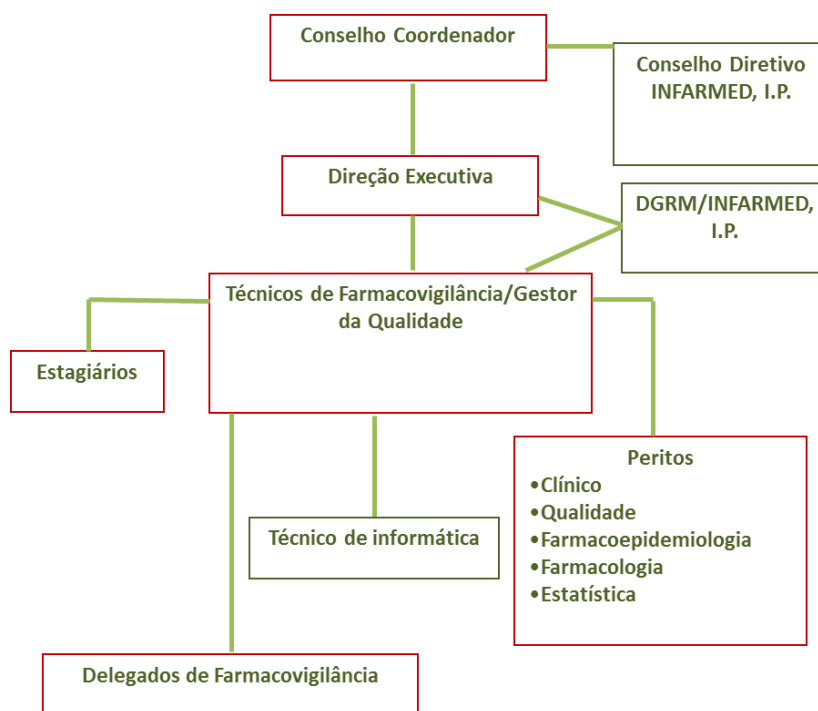 Conselho Coordenador
Conselho Diretivo
INFARMED, I.P.
Direção Executiva
DGRM/INFARMED,
I.P.
Técnicos de Farmacovigilância/Gestor
da Qualidade
Estagiários
Peritos
•Clínico
•Qualidade
•Farmacoepidemiologia
•Farmacologia
•Estatística
Técnico de informática
Delegados de Farmacovigilância